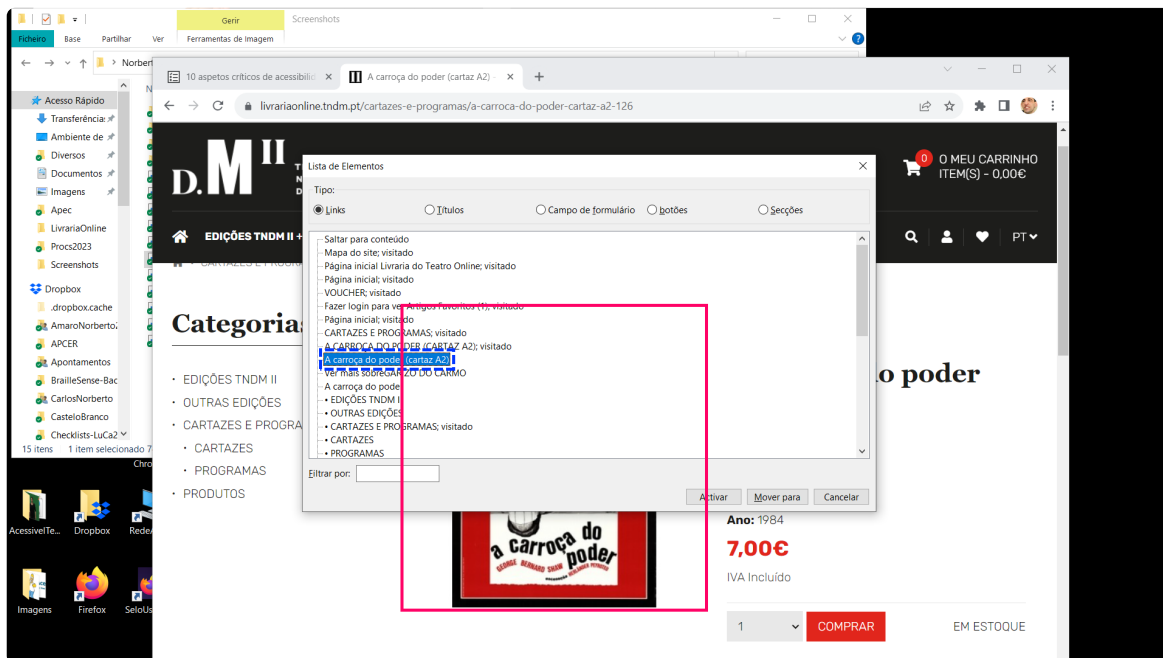 Gerir
Screenshots
Ficheiro Base Partilhar Ver Ferramentas de Imagem
Acesso Rápido
Transferências
Ambiente de
Diversos
Documentos
Imagens
Apec
LivrariaOnline
Procs2023
Screenshots
Dropbox
.dropbox.cache
AmaroNorberto
APCER
Apontamentos
BrailleSense-Bac
CarlosNorberto
CasteloBranco
Checklists-LuCa2
15 itens 1 item selecionado 7
AcessivelTe... Dropbox
Imagens Firefox
10 aspetos críticos de acessibilid
A carroça do poder (cartaz A2) -
livrariaonline.tndm.pt/cartazes-e-programas/a-carroca-do-poder-cartaz-a2-126
D.M II
0 O MEU CARRINHO
ITEM(S) - 0,00€
EDIÇÕES TNDM II +
PT
Categorias
• EDIÇÕES TNDM II
• OUTRAS EDIÇÕES
• CARTAZES E PROGRA
• CARTAZES
• PROGRAMAS
• PRODUTOS
Lista de Elementos
Tipo:
Links Títulos Campo de formulário botões Secções
Saltar para conteúdo
Mapa do site; visitado
Página inicial Livraria do Teatro Online; visitado
Página inicial; visitado
VOUCHER; visitado
Fazer login para ver Artigos Favoritos (1); visitado
Página inicial; visitado
CARTAZES E PROGRAMAS; visitado
A CARROÇA DO PODER (CARTAZ A2); visitado
A carroça do poder (cartaz A2)
Ver mais sobreGARIZO DO CARMO
A carroça do poder
• EDIÇÕES TNDM II
• OUTRAS EDIÇÕES
• CARTAZES E PROGRAMAS; visitado
• CARTAZES
• PROGRAMAS
Filtrar por:
Activar Mover para Cancelar
o poder
a carroça do poder
GEORGE BERNARD SHAW
Ano: 1984
7,00€
IVA Incluído
1
COMPRAR
EM ESTOQUE